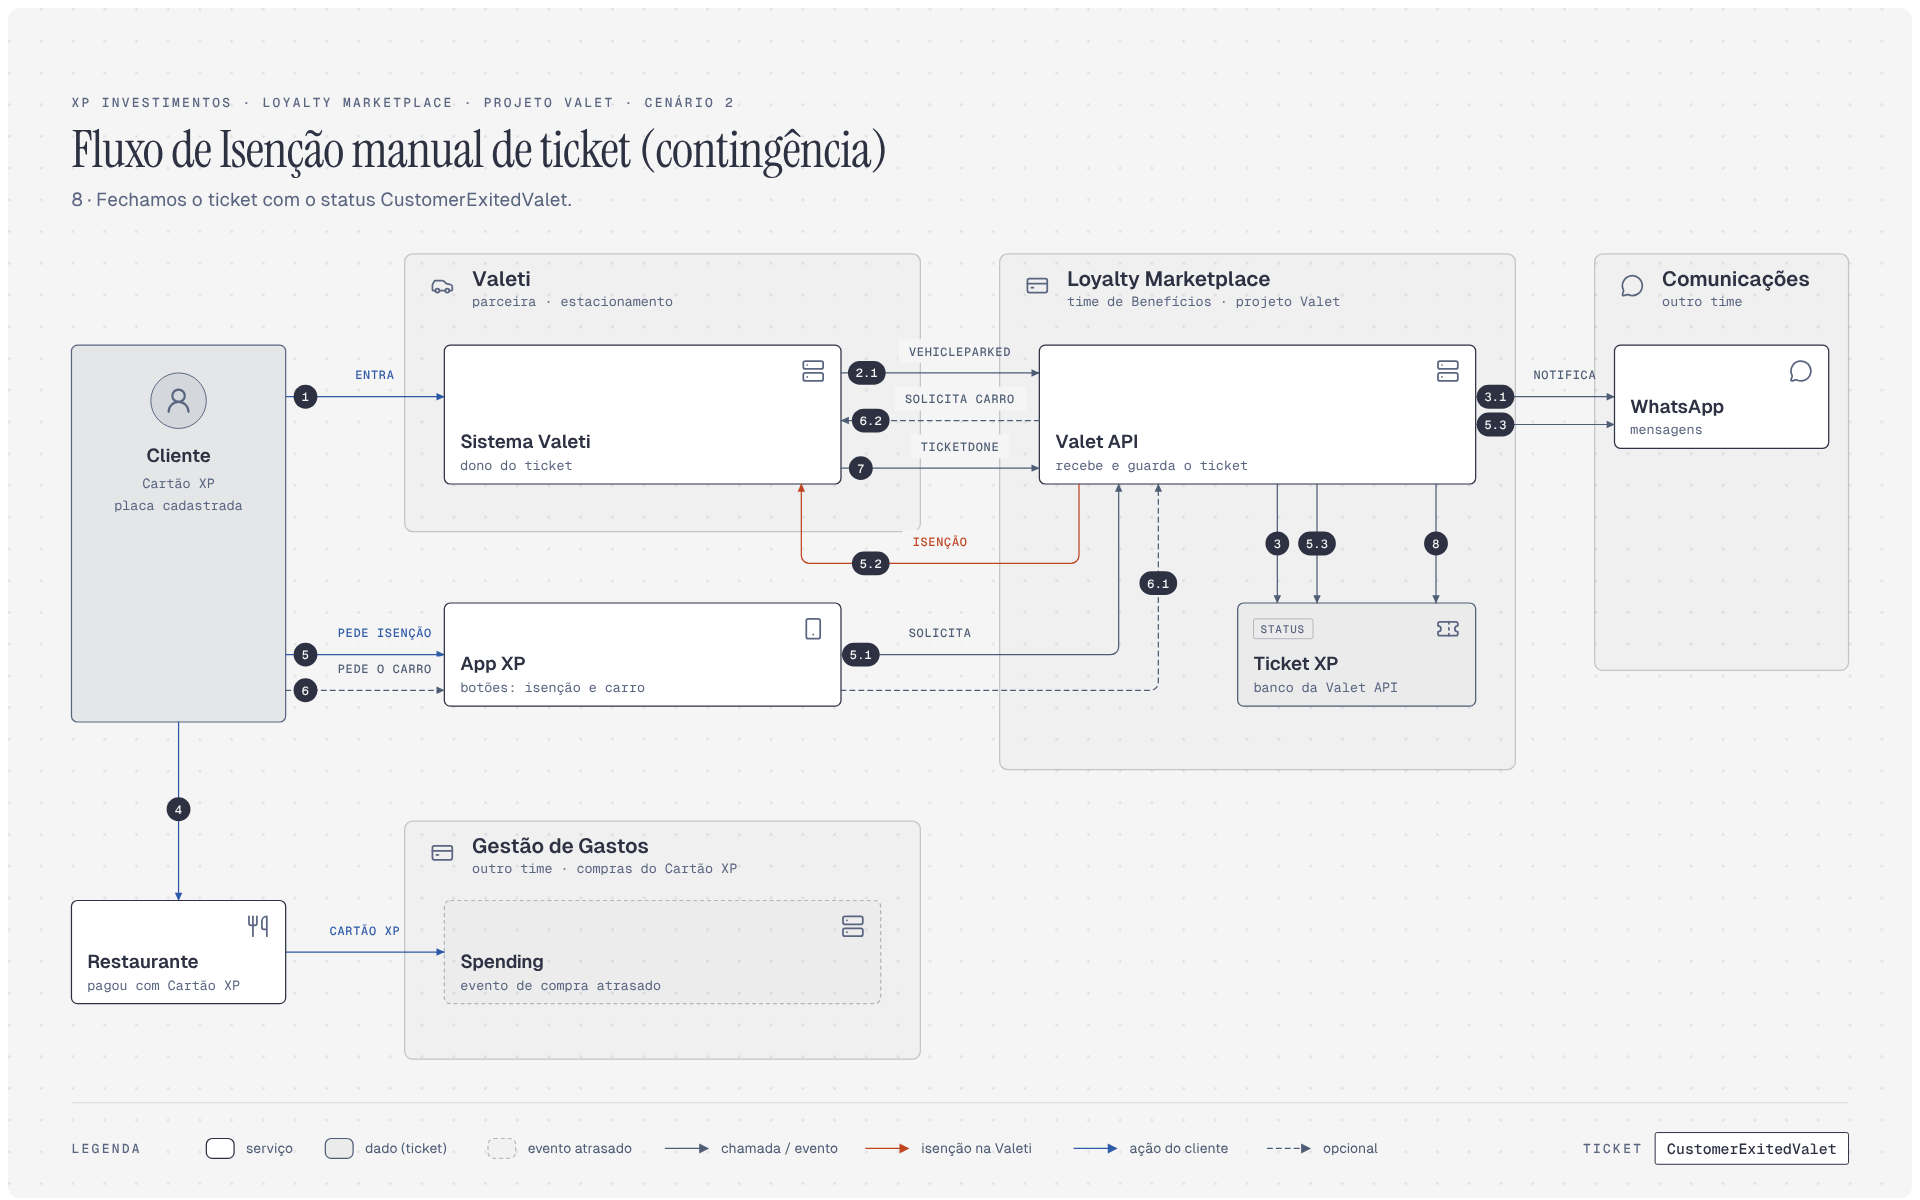 XP INVESTIMENTOS · LOYALTY MARKETPLACE · PROJETO VALET · CENÁRIO 2
Fluxo de Isenção manual de ticket (contingência)
8 · Fechamos o ticket com o status CustomerExitedValet.
Valeti
parceira · estacionamento
Loyalty Marketplace
time de Benefícios · projeto Valet
Comunicações
outro time
Cliente
Cartão XP
placa cadastrada
1
ENTRA
Sistema Valeti
dono do ticket
VEHICLEPARKED
2.1
SOLICITA CARRO
6.2
TICKETDONE
7
Valet API
recebe e guarda o ticket
3.1
NOTIFICA
5.3
WhatsApp
mensagens
ISENÇÃO
5.2
6.1
3
5.3
8
PEDE ISENÇÃO
5
PEDE O CARRO
6
App XP
botões: isenção e carro
SOLICITA
5.1
STATUS
Ticket XP
banco da Valet API
4
Gestão de Gastos
outro time · compras do Cartão XP
Restaurante
pagou com Cartão XP
CARTÃO XP
Spending
evento de compra atrasado
LEGENDA
serviço
dado (ticket)
evento atrasado
chamada / evento
isenção na Valeti
ação do cliente
opcional
TICKET
CustomerExitedValet